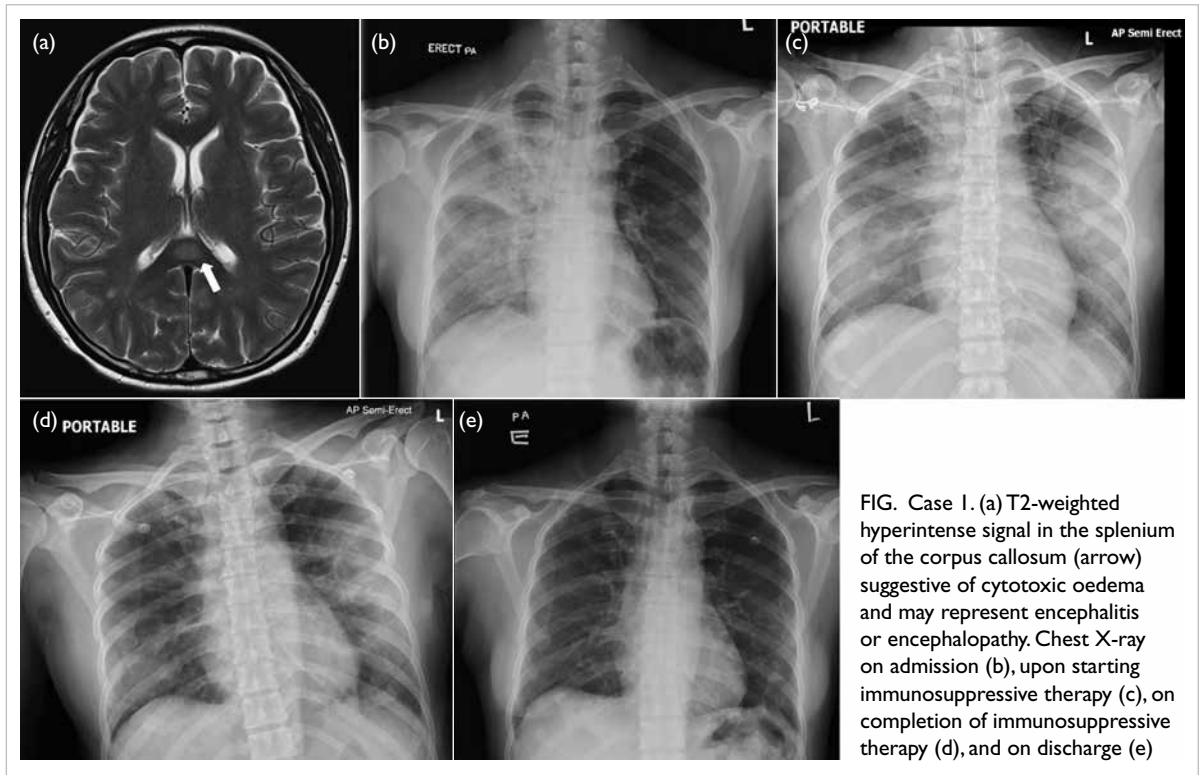 (a)
(b)
ERECT PA
L
(c)
PORTABLE
L
AP Semi Erect
(d)
PORTABLE
AP Semi-Erect
L
(e)
PA
E
L
FIG. Case 1. (a) T2-weighted
hyperintense signal in the splenium
of the corpus callosum (arrow)
suggestive of cytotoxic oedema
and may represent encephalitis
or encephalopathy. Chest X-ray
on admission (b), upon starting
immunosuppressive therapy (c), on
completion of immunosuppressive
therapy (d), and on discharge (e)